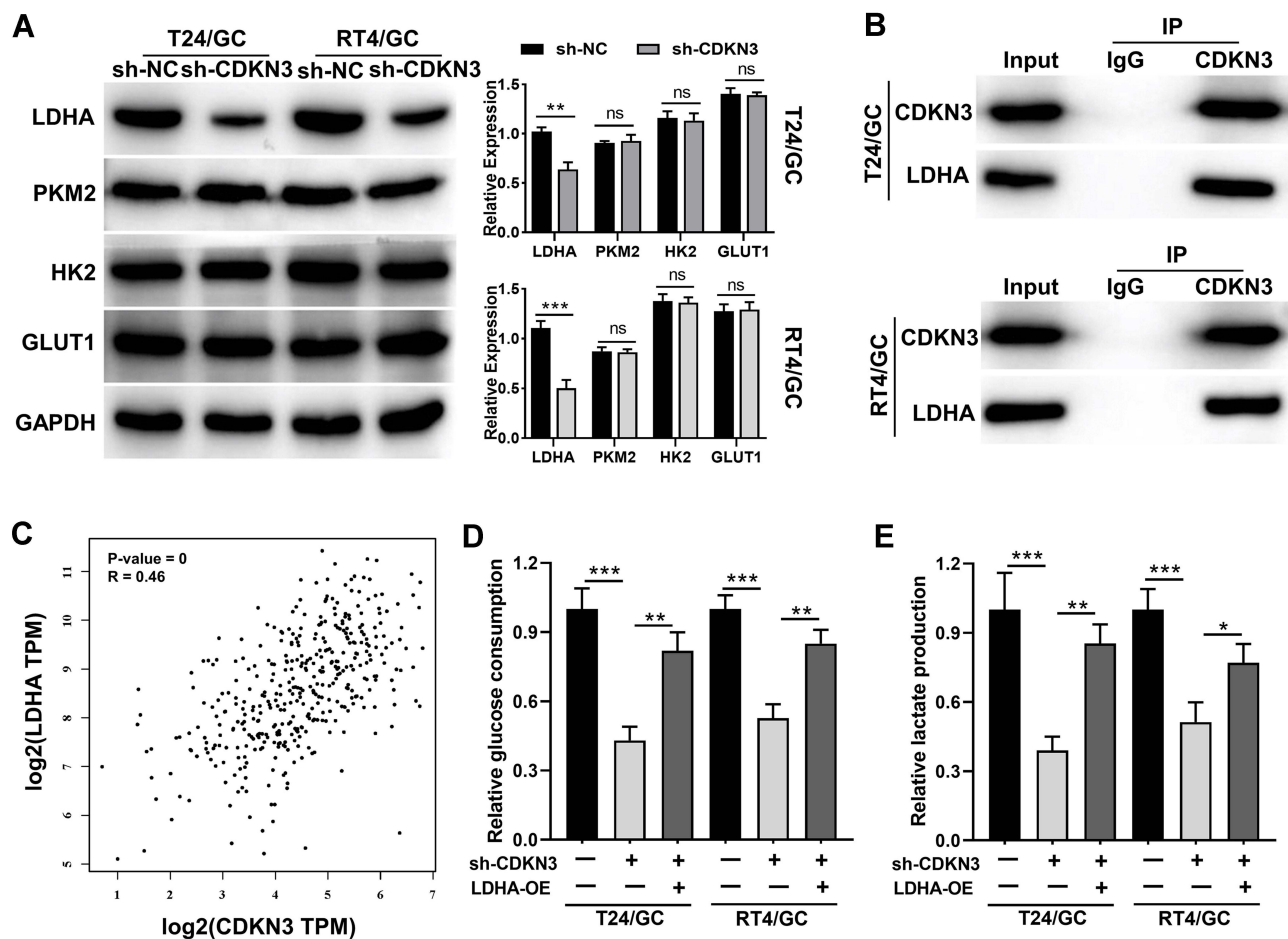 A
T24/GC RT4/GC
sh-NC sh-CDKN3 sh-NC sh-CDKN3
LDHA
PKM2
HK2
GLUT1
GAPDH
sh-NC sh-CDKN3
Relative Expression
1.5
1.0
0.5
0.0
** ns ns ns
LDHA PKM2 HK2 GLUT1
T24/GC
Relative Expression
1.5
1.0
0.5
0.0
*** ns ns ns
LDHA PKM2 HK2 GLUT1
RT4/GC
B
IP
Input IgG CDKN3
T24/GC
CDKN3
LDHA
IP
Input IgG CDKN3
RT4/GC
CDKN3
LDHA
C
P-value = 0
R = 0.46
log2(LDHA TPM)
11
10
9
8
7
6
5
1 2 3 4 5 6 7
log2(CDKN3 TPM)
D
Relative glucose consumption
1.2
0.9
0.6
0.3
0.0
*** ** *** **
sh-CDKN3 — + + — + +
LDHA-OE + +
T24/GC RT4/GC
E
Relative lactate production
1.2
0.9
0.6
0.3
0.0
*** ** *** *
sh-CDKN3 — + + — + +
LDHA-OE + +
T24/GC RT4/GC